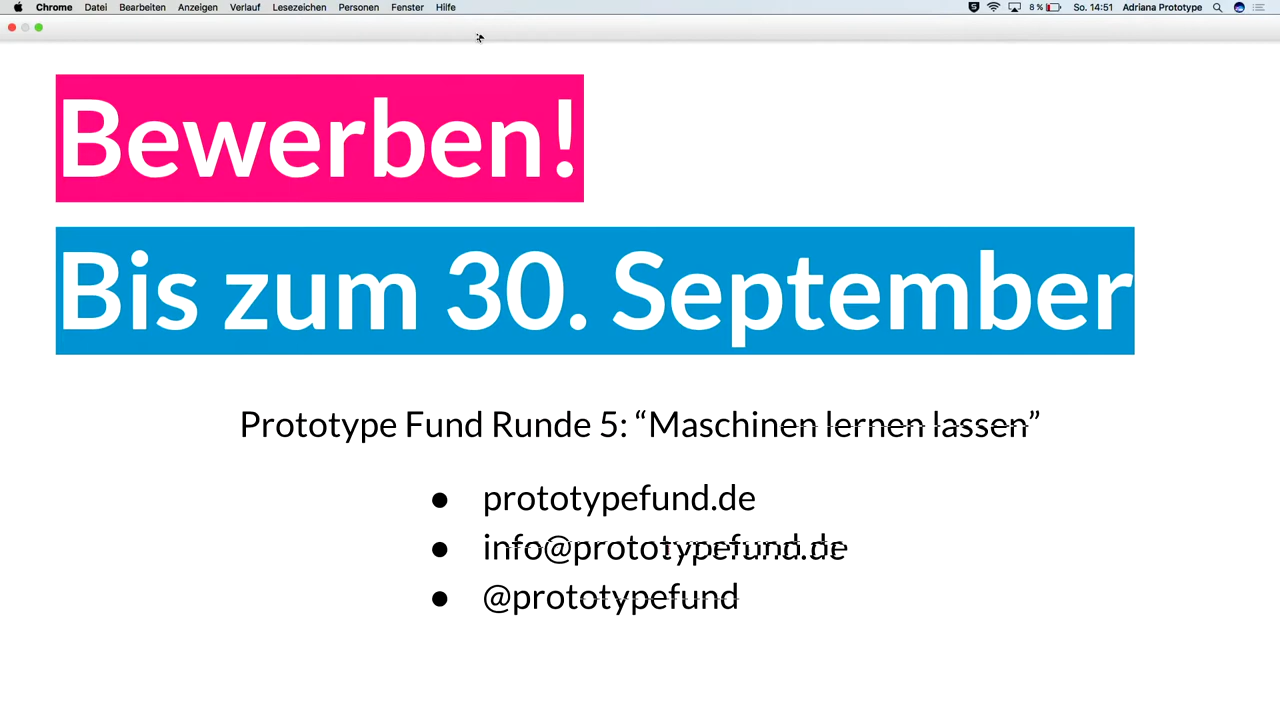 Chrome Datei Bearbeiten Anzeigen Verlauf Lesezeichen Personen Fenster Hilfe 8 % So. 14:51 Adriana Prototype
Bewerben!
Bis zum 30. September
Prototype Fund Runde 5: “Maschinen lernen lassen”
● prototypefund.de
● info@prototypefund.de
● @prototypefund